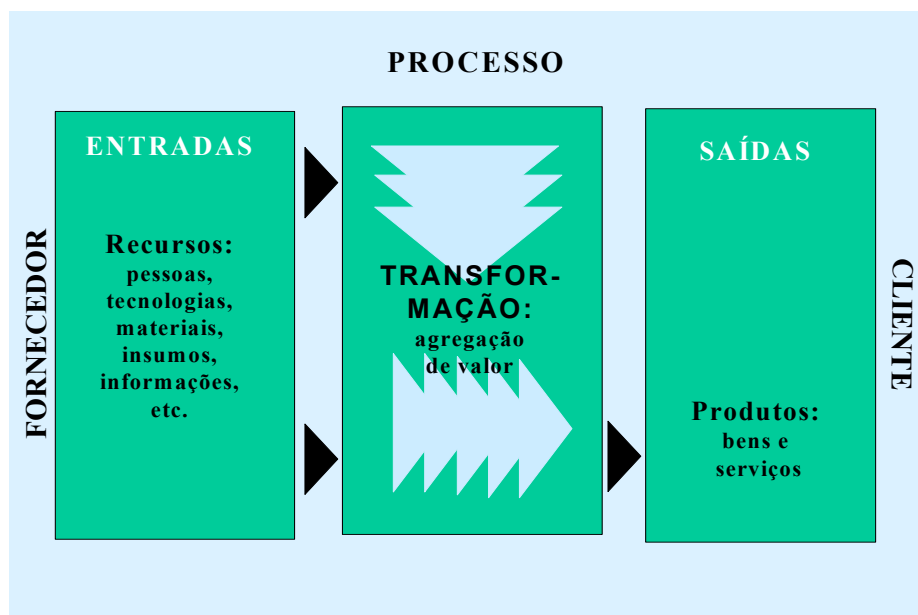 PROCESSO
FORNECEDOR
ENTRADAS
Recursos:
pessoas,
tecnologias,
materiais,
insumos,
informações,
etc.
TRANSFOR-
MAÇÃO:
agregação
de valor
SAÍDAS
Produtos:
bens e
serviços
CLIENTE